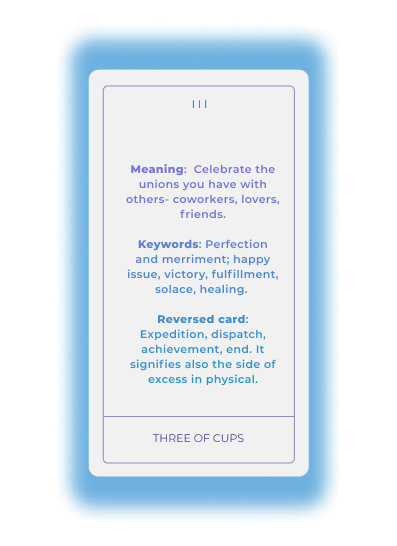 III
Meaning: Celebrate the
unions you have with
others- coworkers, lovers,
friends.
Keywords: Perfection
and merriment; happy
issue, victory, fulfillment,
solace, healing.
Reversed card:
Expedition, dispatch,
achievement, end. It
signifies also the side of
excess in physical.
THREE OF CUPS